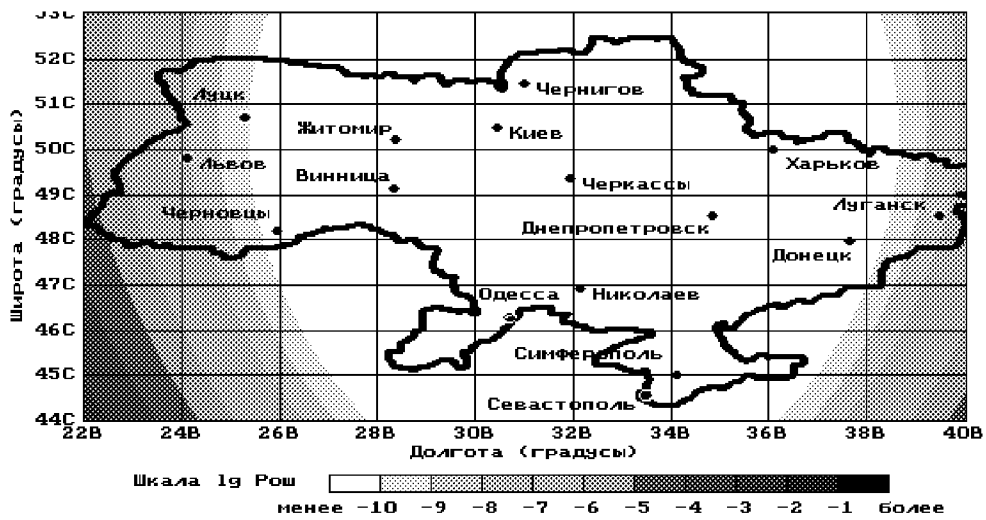 53С
52С
51С
50С
49С
48С
47С
46С
45С
44С
Широта (градусы)
Чернигов
Луцк
Житомир
Киев
Львов
Харьков
Винница
Черкассы
Черновцы
Луганск
Днепропетровск
Донецк
Одесса
Николаев
Симферополь
Севастополь
22В 24В 26В 28В 30В 32В 34В 36В 38В 40В
Долгота (градусы)
Шкала lg Рош
менее -10 -9 -8 -7 -6 -5 -4 -3 -2 -1 более